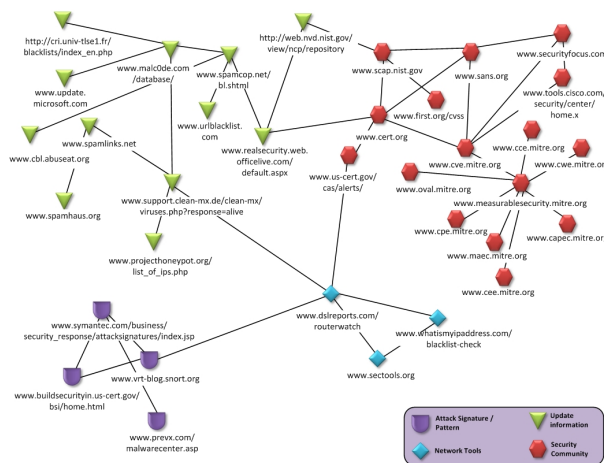 http://cri.univ-tlse1.fr/
blacklists/index_en.php
http://web.nvd.nist.gov/
view/ncp/repository
www.securityfocus.com
www.malc0de.com
/database/
www.spamcop.net/
bl.shtml
www.scap.nist.gov
www.sans.org
www.tools.cisco.com/
security/center/
home.x
www.update.
microsoft.com
www.urlblacklist.
com
www.first.org/cvss
www.spamlinks.net
www.cert.org
www.cbl.abuseat.org
www.realsecurity.web.
officelive.com/
default.aspx
www.us-cert.gov/
cas/alerts/
www.cve.mitre.org
www.cce.mitre.org
www.cwe.mitre.org
www.oval.mitre.org
www.support.clean-mx.de/clean-mx/
viruses.php?response=alive
www.measurablesecurity.mitre.org
www.spamhaus.org
www.cpe.mitre.org
www.capec.mitre.org
www.maec.mitre.org
www.cee.mitre.org
www.projecthoneypot.org/
list_of_ips.php
www.dslreports.com/
routerwatch
www.whatismyipaddress.com/
blacklist-check
www.symantec.com/business/
security_response/attacksignatures/index.jsp
www.vrt-blog.snort.org
www.sectools.org
www.buildsecurityin.us-cert.gov/
bsi/home.html
www.prevx.com/
malwarecenter.asp
Attack Signature /
Pattern
Update
information
Network Tools
Security
Community